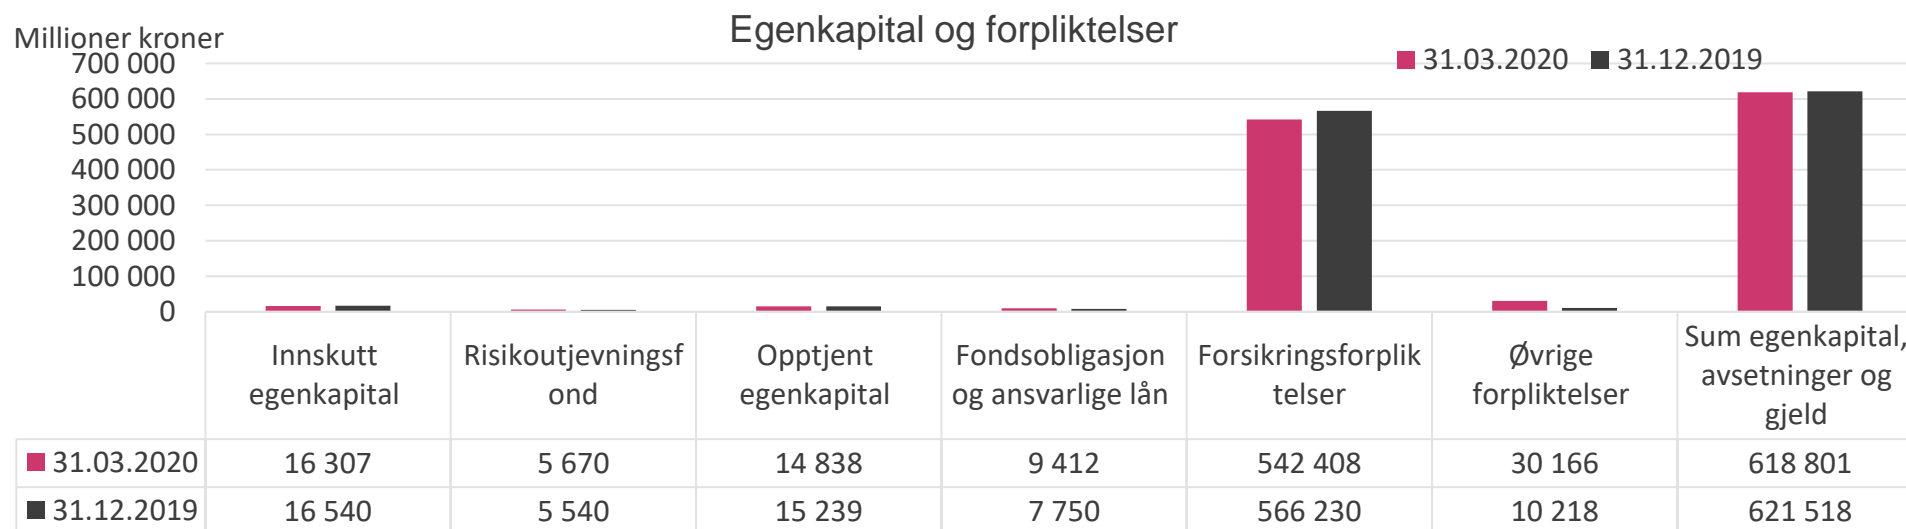 Egenkapital og forpliktelser
Millioner kroner
31.03.2020 31.12.2019
700 000
600 000
500 000
400 000
300 000
200 000
100 000
0
Innskutt
egenkapital
Risikoutjevningsf
ond
Opptjent
egenkapital
Fondsobligasjon
og ansvarlige lån
Forsikringsforplik
telser
Øvrige
forpliktelser
Sum egenkapital,
avsetninger og
gjeld
31.03.2020 16 307 5 670 14 838 9 412 542 408 30 166 618 801
31.12.2019 16 540 5 540 15 239 7 750 566 230 10 218 621 518